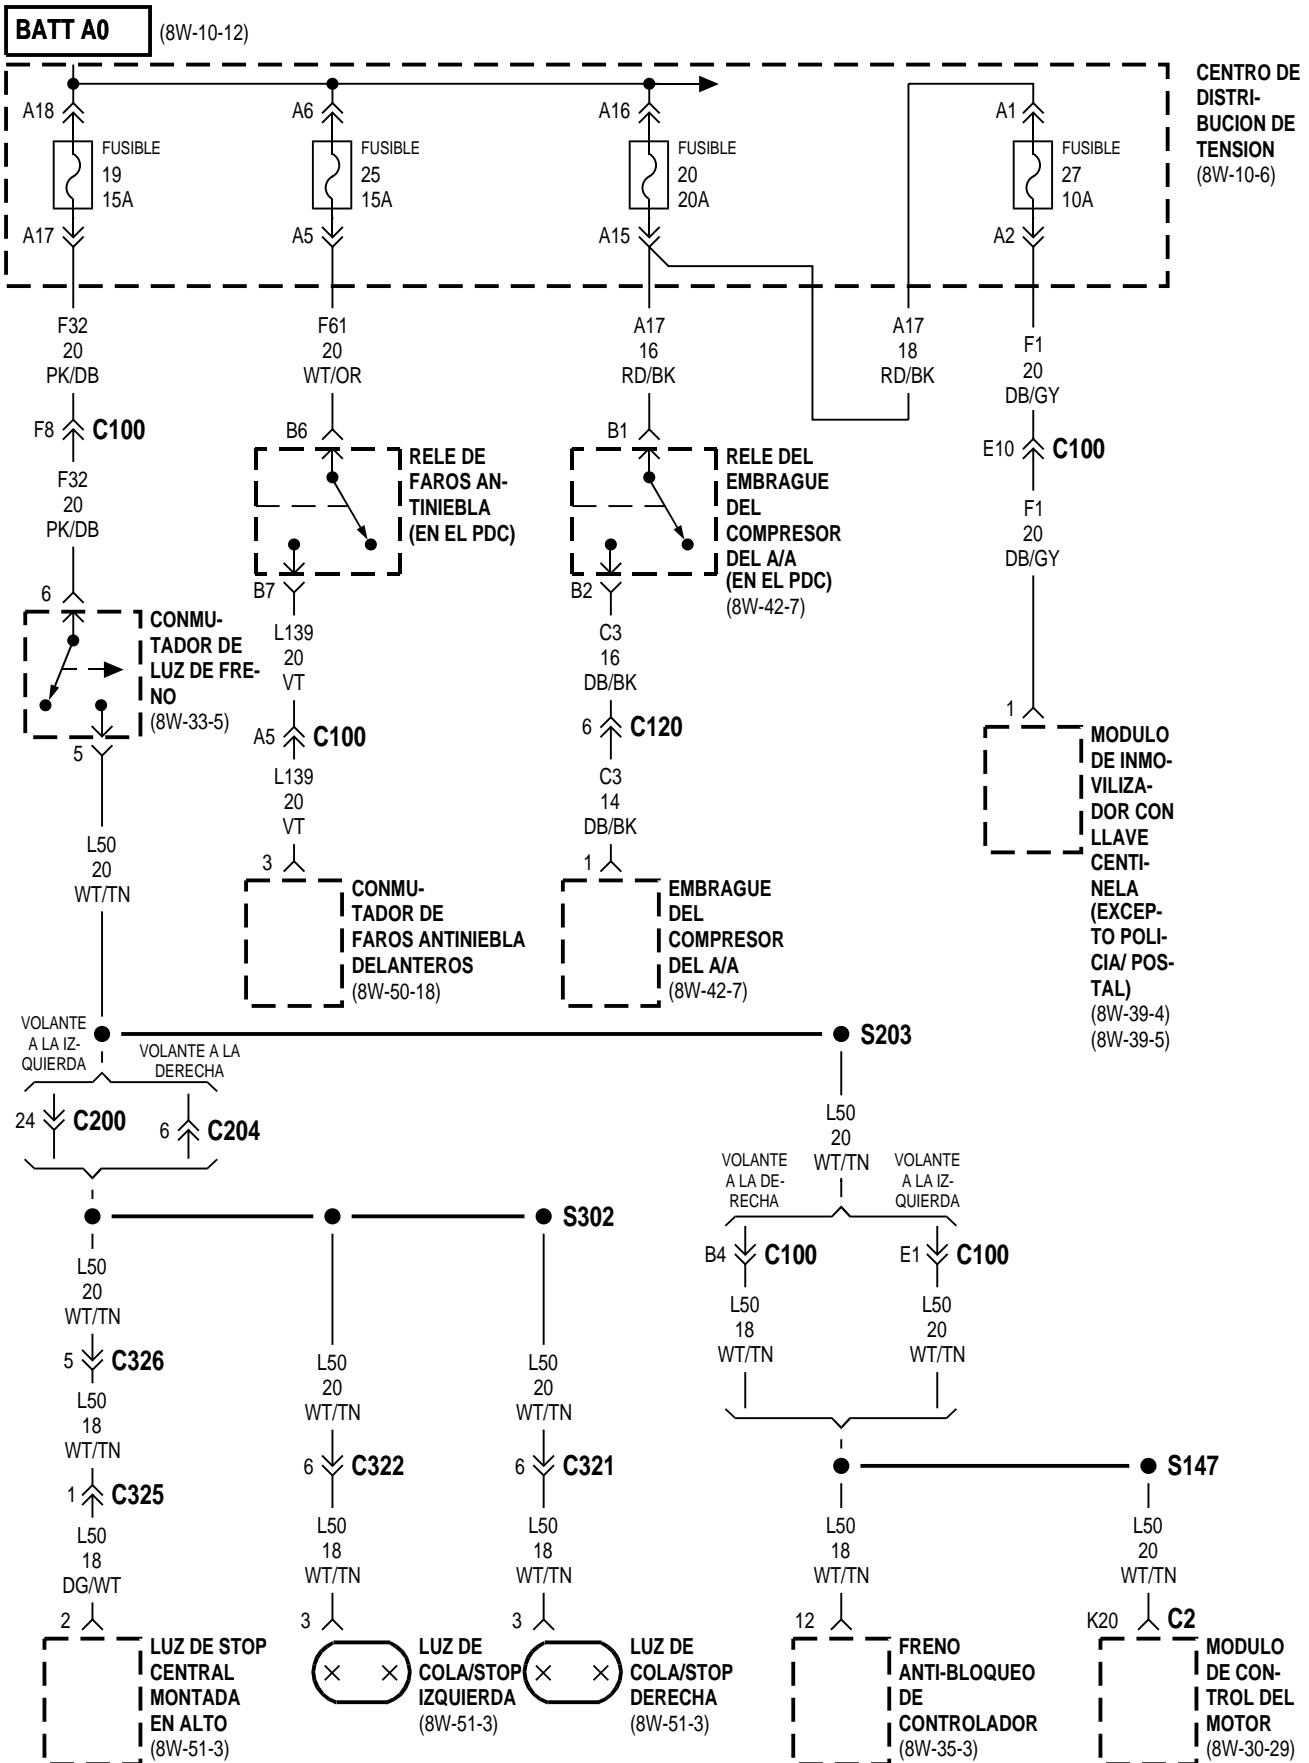 BATT A0
(8W-10-12)
CENTRO DE
DISTRI-
BUCION DE
TENSION
(8W-10-6)
A18
FUSIBLE
19
15A
A17
A6
FUSIBLE
25
15A
A5
A16
FUSIBLE
20
20A
A15
A1
FUSIBLE
27
10A
A2
F32
20
PK/DB
F8
C100
F32
20
PK/DB
6
CONMU-
TADOR DE
LUZ DE FRE-
NO
(8W-33-5)
5
L50
20
WT/TN
F61
20
WT/OR
B6
RELE DE
FAROS AN-
TINIEBLA
(EN EL PDC)
B7
L139
20
VT
A5
C100
L139
20
VT
3
CONMU-
TADOR DE
FAROS ANTINIEBLA
DELANTEROS
(8W-50-18)
A17
16
RD/BK
B1
RELE DEL
EMBRAGUE
DEL
COMPRESOR
DEL A/A
(EN EL PDC)
(8W-42-7)
B2
C3
16
DB/BK
6
C120
C3
14
DB/BK
1
EMBRAGUE
DEL
COMPRESOR
DEL A/A
(8W-42-7)
A17
18
RD/BK
F1
20
DB/GY
E10
C100
F1
20
DB/GY
1
MODULO
DE INMO-
VILIZA-
DOR CON
LLAVE
CENTI-
NELA
(EXCEP-
TO POLI-
CIA/ POS-
TAL)
(8W-39-4)
(8W-39-5)
S203
VOLANTE
A LA IZ-
QUIERDA
VOLANTE A LA
DERECHA
24
C200
6
C204
S302
L50
20
WT/TN
5
C326
L50
18
WT/TN
1
C325
L50
18
DG/WT
2
LUZ DE STOP
CENTRAL
MONTADA
EN ALTO
(8W-51-3)
L50
20
WT/TN
6
C322
L50
18
WT/TN
3
LUZ DE
COLA/STOP
IZQUIERDA
(8W-51-3)
L50
20
WT/TN
6
C321
L50
18
WT/TN
3
LUZ DE
COLA/STOP
DERECHA
(8W-51-3)
L50
20
WT/TN
VOLANTE
A LA DE-
RECHA
VOLANTE
A LA IZ-
QUIERDA
B4
C100
L50
18
WT/TN
E1
C100
L50
20
WT/TN
S147
L50
18
WT/TN
12
FRENO
ANTI-BLOQUEO
DE
CONTROLADOR
(8W-35-3)
L50
20
WT/TN
K20
C2
MODULO
DE CON-
TROL DEL
MOTOR
(8W-30-29)